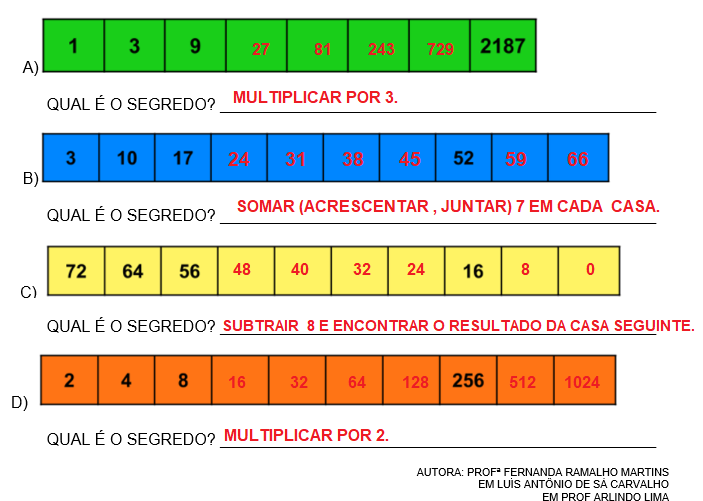 1 3 9 27 81 243 729 2187
A)
QUAL É O SEGREDO? MULTIPLICAR POR 3.
3 10 17 24 31 38 45 52 59 66
B)
QUAL É O SEGREDO? SOMAR (ACRESCENTAR , JUNTAR) 7 EM CADA CASA.
72 64 56 48 40 32 24 16 8 0
C)
QUAL É O SEGREDO? SUBTRAIR 8 E ENCONTRAR O RESULTADO DA CASA SEGUINTE.
2 4 8 16 32 64 128 256 512 1024
D)
QUAL É O SEGREDO? MULTIPLICAR POR 2.
AUTORA: PROFª FERNANDA RAMALHO MARTINS
EM LUÍS ANTÔNIO DE SÁ CARVALHO
EM PROF ARLINDO LIMA